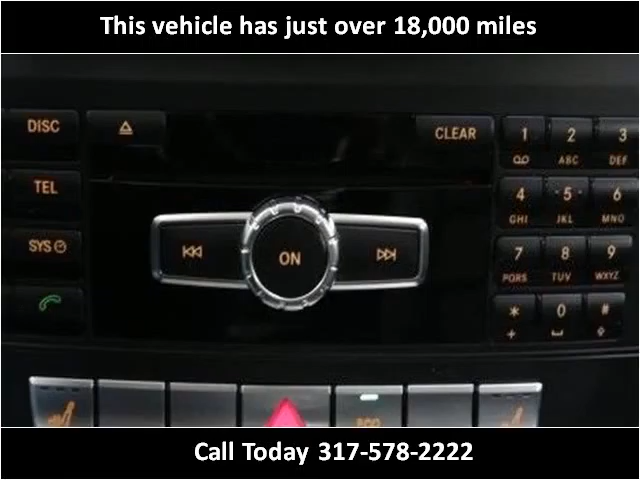 This vehicle has just over 18,000 miles
DISC
CLEAR
1 2 3
ABC DEF
TEL
4 5 6
GHI JKL MNO
SYS
ON
7 8 9
PQRS TUV WXYZ
* 0 #
+
ECO
Call Today 317-578-2222